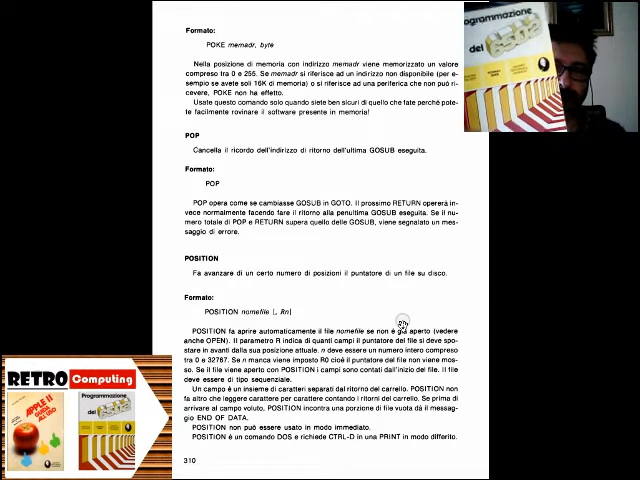 Formato:
POKE memadr, byte
Nella posizione di memoria con indirizzo memadr viene memorizzato un valore
compreso tra 0 e 255. Se memadr si riferisce ad un indirizzo non disponibile (per e-
sempio se avete soli 16K di memoria) o si riferisce ad una periferica che non può ri-
cevere, POKE non ha effetto.
Usate questo comando solo quando siete ben sicuri di quello che fate perché pote-
te facilmente rovinare il software presente in memoria!
POP
Cancella il ricordo dell'indirizzo di ritorno dell'ultima GOSUB eseguita.
Formato:
POP
POP opera come se cambiasse GOSUB in GOTO. Il prossimo RETURN opererà in-
vece normalmente facendo fare il ritorno alla penultima GOSUB eseguita. Se il nu-
mero totale di POP e RETURN supera quello delle GOSUB, viene segnalato un mes-
saggio di errore.
POSITION
Fa avanzare di un certo numero di posizioni il puntatore di un file su disco.
Formato:
POSITION nomefile [, Rn]
POSITION fa aprire automaticamente il file nomefile se non è già aperto (vedere
anche OPEN). Il parametro R indica di quanti campi il puntatore del file si deve spo-
stare in avanti dalla sua posizione attuale. n deve essere un numero intero compreso
tra 0 e 32767. Se n manca viene imposto R0 cioè il puntatore del file non viene mos-
so. Se il file viene aperto con POSITION i campi sono contati dall'inizio del file. Il file
deve essere di tipo sequenziale.
Un campo è un insieme di caratteri separati dal ritorno del carrello. POSITION non
fa altro che leggere carattere per carattere contando i ritorni del carrello. Se prima di
arrivare al campo voluto, POSITION incontra una porzione di file vuota dà il messag-
gio END OF DATA.
POSITION non può essere usato in modo immediato.
POSITION è un comando DOS e richiede CTRL-D in una PRINT in modo differito.
310
ogrammazione
del 6502
RETRO Computing
APPLE II
GUIDA
ALL'USO
Programmazione
del 6502